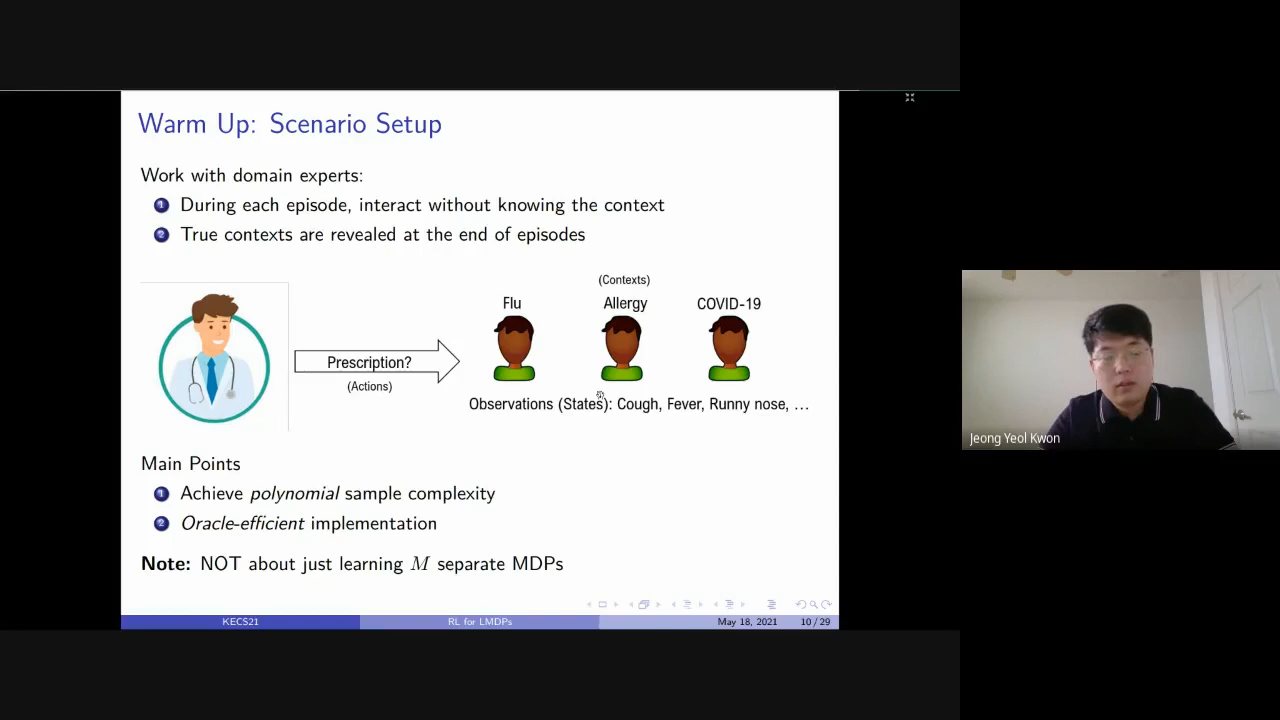 Warm Up: Scenario Setup
Work with domain experts:
1 During each episode, interact without knowing the context
2 True contexts are revealed at the end of episodes
(Contexts)
Flu Allergy COVID-19
Prescription?
(Actions)
Observations (States): Cough, Fever, Runny nose, …
Main Points
1 Achieve polynomial sample complexity
2 Oracle-efficient implementation
Note: NOT about just learning M separate MDPs
KECS21 RL for LMDPs May 18, 2021 10 / 29
Jeong Yeol Kwon